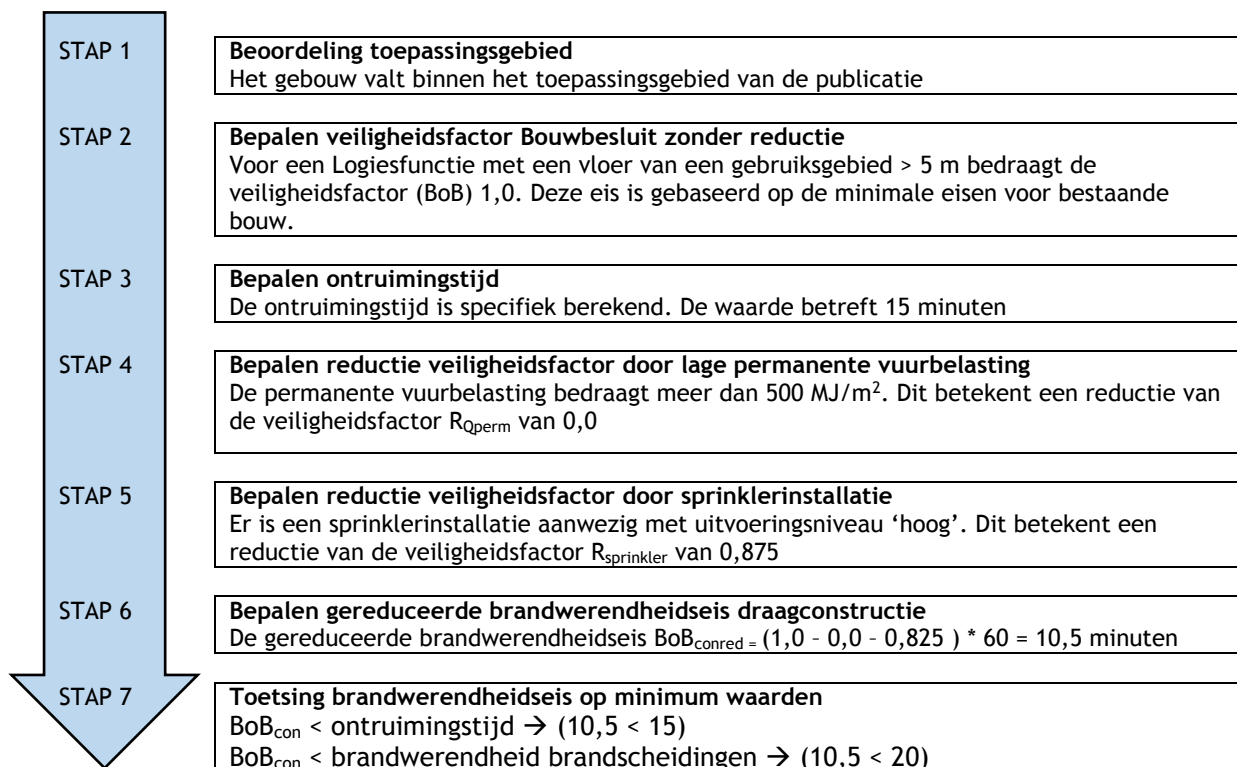 STAP 1
Beoordeling toepassingsgebied
Het gebouw valt binnen het toepassingsgebied van de publicatie
STAP 2
Bepalen veiligheidsfactor Bouwbesluit zonder reductie
Voor een Logiesfunctie met een vloer van een gebruiksgebied > 5 m bedraagt de
veiligheidsfactor (BoB) 1,0. Deze eis is gebaseerd op de minimale eisen voor bestaande
bouw.
STAP 3
Bepalen ontruimingstijd
De ontruimingstijd is specifiek berekend. De waarde betreft 15 minuten
STAP 4
Bepalen reductie veiligheidsfactor door lage permanente vuurbelasting
De permanente vuurbelasting bedraagt meer dan 500 MJ/m². Dit betekent een reductie van
de veiligheidsfactor RQperm van 0,0
STAP 5
Bepalen reductie veiligheidsfactor door sprinklerinstallatie
Er is een sprinklerinstallatie aanwezig met uitvoeringsniveau ‘hoog’. Dit betekent een
reductie van de veiligheidsfactor Rsprinkler van 0,875
STAP 6
Bepalen gereduceerde brandwerendheidseis draagconstructie
De gereduceerde brandwerendheidseis BoBconred = (1,0 – 0,0 – 0,825 ) * 60 = 10,5 minuten
STAP 7
Toetsing brandwerendheidseis op minimum waarden
BoBcon < ontruimingstijd → (10,5 < 15)
BoBcon < brandwerendheid brandscheidingen → (10,5 < 20)